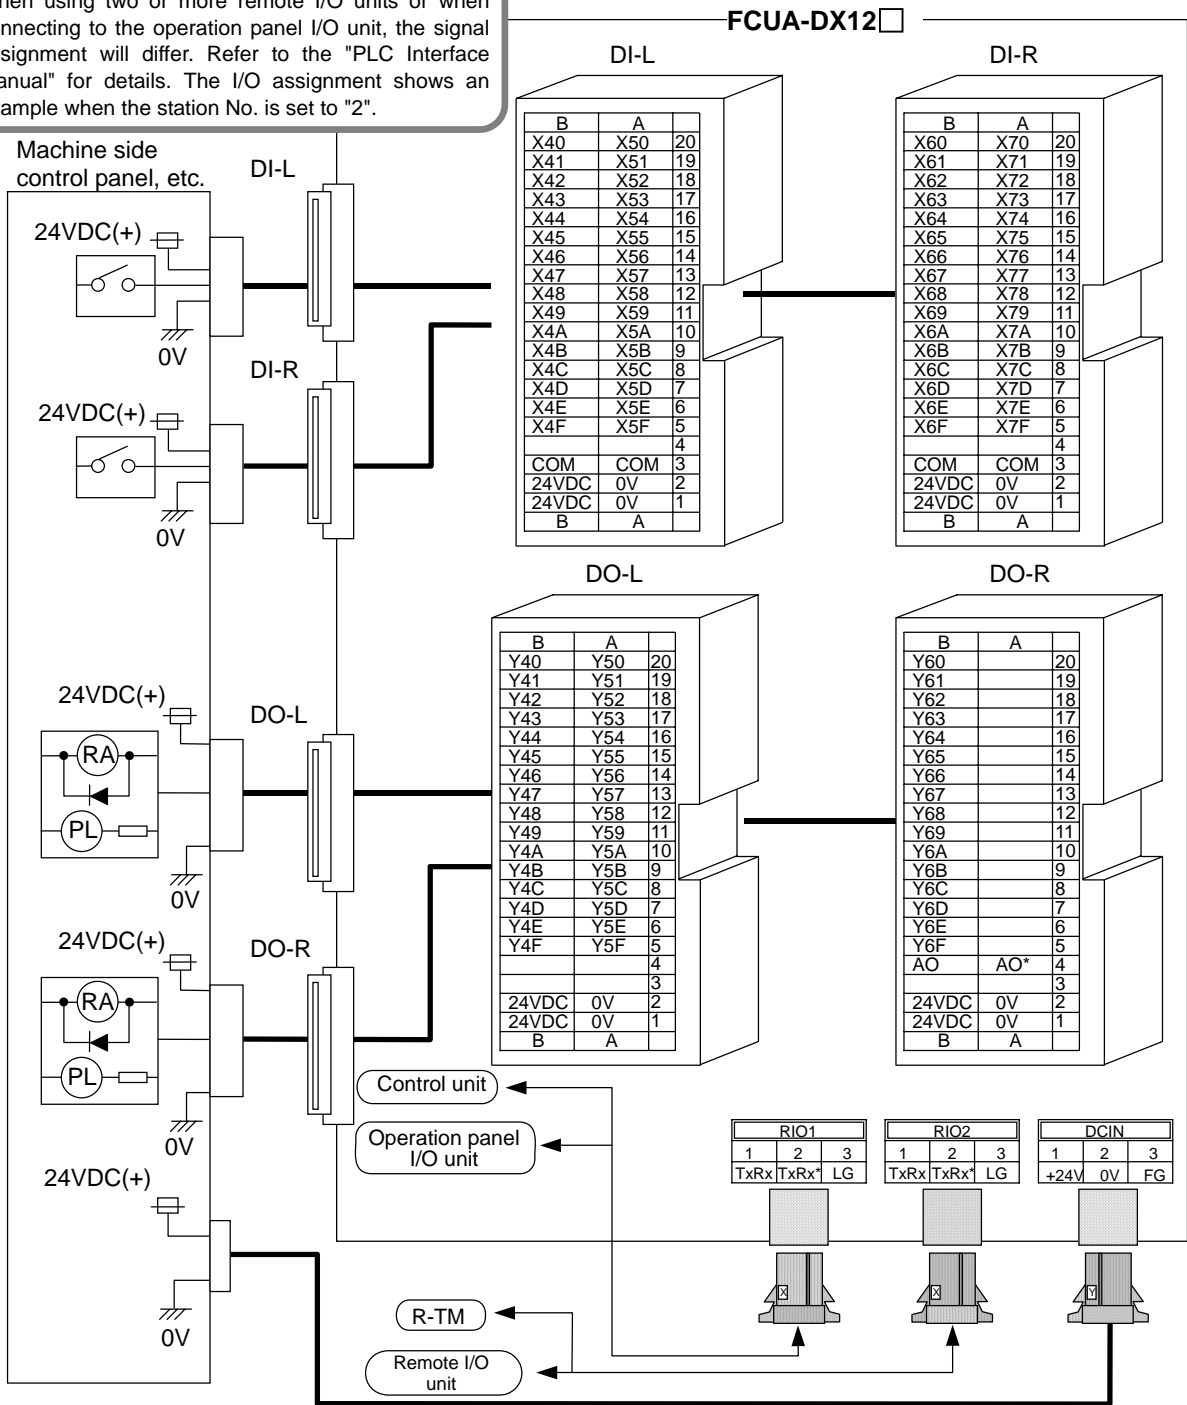 when using two or more remote I/O units or when
connecting to the operation panel I/O unit, the signal
assignment will differ. Refer to the "PLC Interface
Manual" for details. The I/O assignment shows an
example when the station No. is set to "2".
FCUA-DX12□
DI-L
DI-R
B A
X40 X50 20
X41 X51 19
X42 X52 18
X43 X53 17
X44 X54 16
X45 X55 15
X46 X56 14
X47 X57 13
X48 X58 12
X49 X59 11
X4A X5A 10
X4B X5B 9
X4C X5C 8
X4D X5D 7
X4E X5E 6
X4F X5F 5
4
COM COM 3
24VDC 0V 2
24VDC 0V 1
B A
B A
X60 X70 20
X61 X71 19
X62 X72 18
X63 X73 17
X64 X74 16
X65 X75 15
X66 X76 14
X67 X77 13
X68 X78 12
X69 X79 11
X6A X7A 10
X6B X7B 9
X6C X7C 8
X6D X7D 7
X6E X7E 6
X6F X7F 5
4
COM COM 3
24VDC 0V 2
24VDC 0V 1
B A
Machine side
control panel, etc.
DI-L
24VDC(+)
0V
DI-R
24VDC(+)
0V
DO-L
DO-R
B A
Y40 Y50 20
Y41 Y51 19
Y42 Y52 18
Y43 Y53 17
Y44 Y54 16
Y45 Y55 15
Y46 Y56 14
Y47 Y57 13
Y48 Y58 12
Y49 Y59 11
Y4A Y5A 10
Y4B Y5B 9
Y4C Y5C 8
Y4D Y5D 7
Y4E Y5E 6
Y4F Y5F 5
4
3
24VDC 0V 2
24VDC 0V 1
B A
B A
Y60 20
Y61 19
Y62 18
Y63 17
Y64 16
Y65 15
Y66 14
Y67 13
Y68 12
Y69 11
Y6A 10
Y6B 9
Y6C 8
Y6D 7
Y6E 6
Y6F 5
AO AO* 4
3
24VDC 0V 2
24VDC 0V 1
B A
24VDC(+)
DO-L
RA
PL
0V
24VDC(+)
DO-R
RA
PL
0V
24VDC(+)
0V
Control unit
Operation panel
I/O unit
RIO1
1 2 3
TxRx TxRx* LG
RIO2
1 2 3
TxRx TxRx* LG
DCIN
1 2 3
+24V 0V FG
X
X
Y
R-TM
Remote I/O
unit